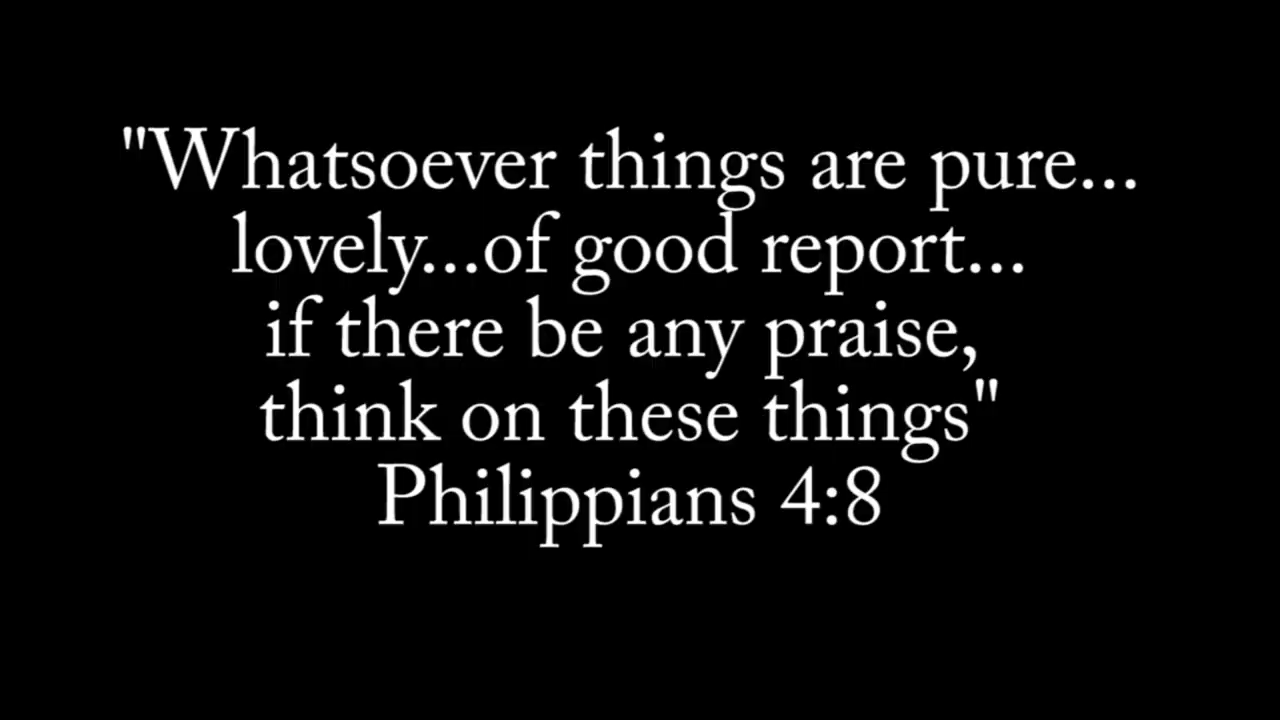 "Whatsoever things are pure...
lovely...of good report...
if there be any praise,
think on these things"
Philippians 4:8